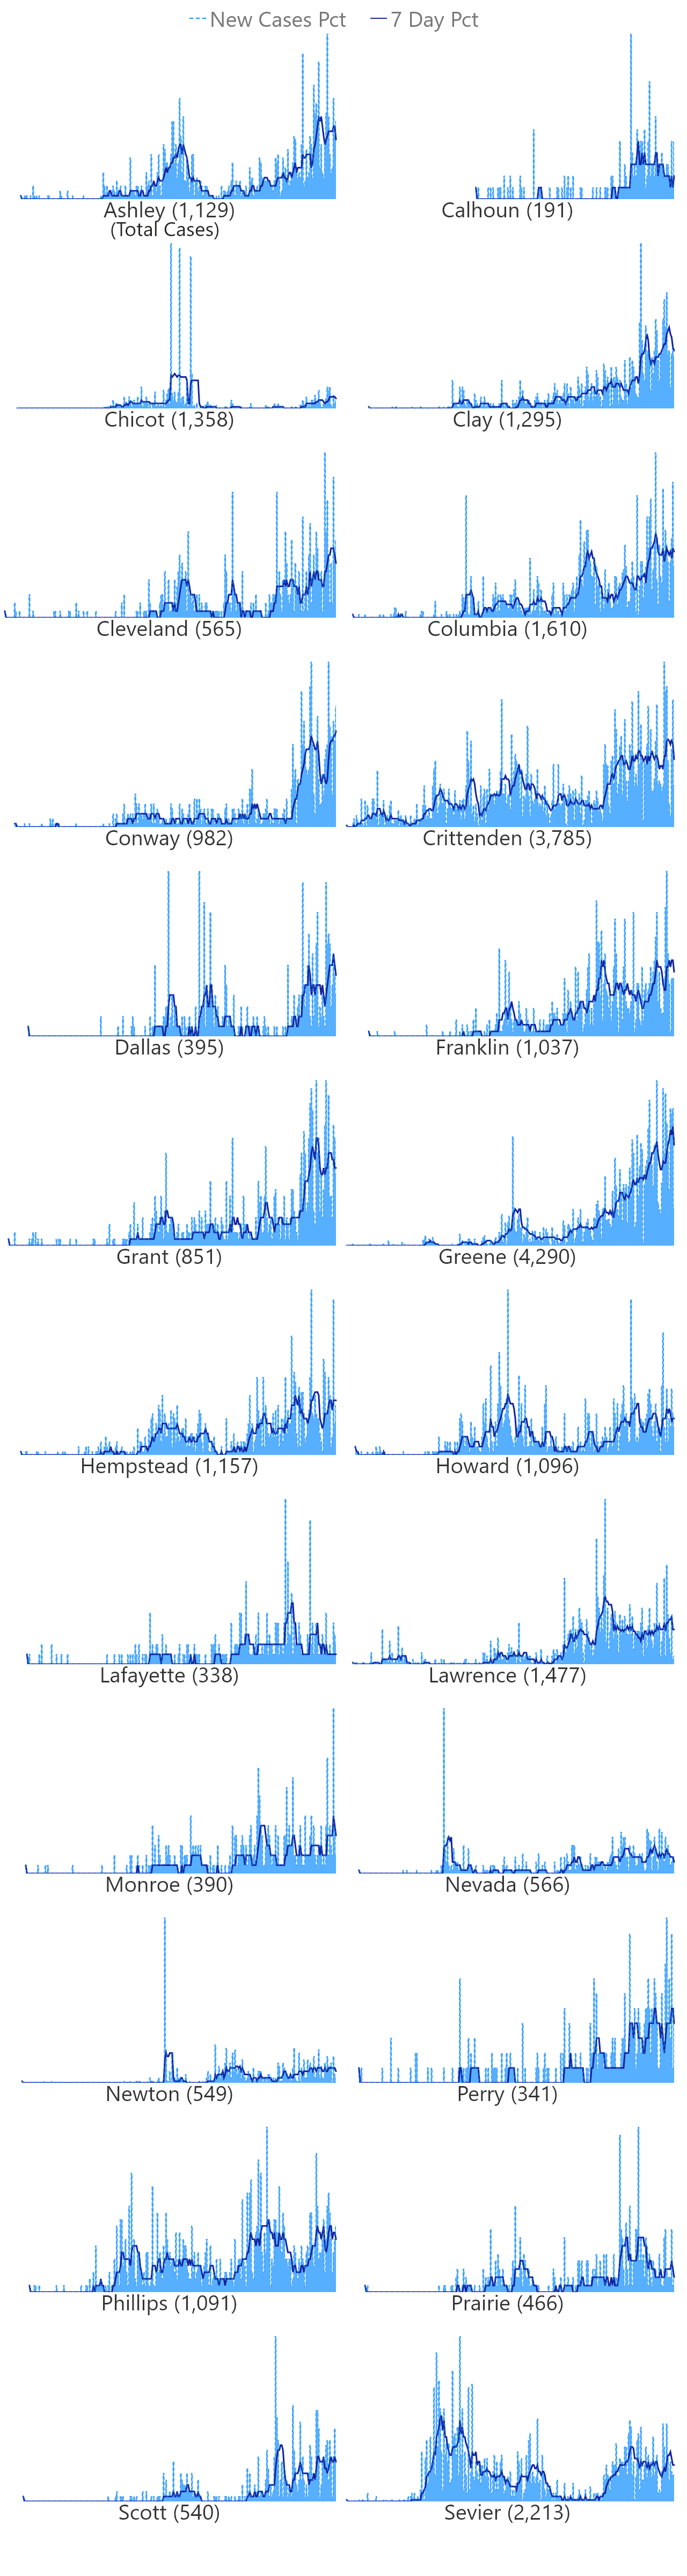 New Cases Pct 7 Day Pct
Ashley (1,129) Calhoun (191)
(Total Cases)
Chicot (1,358) Clay (1,295)
Cleveland (565) Columbia (1,610)
Conway (982) Crittenden (3,785)
Dallas (395) Franklin (1,037)
Grant (851) Greene (4,290)
Hempstead (1,157) Howard (1,096)
Lafayette (338) Lawrence (1,477)
Monroe (390) Nevada (566)
Newton (549) Perry (341)
Phillips (1,091) Prairie (466)
Scott (540) Sevier (2,213)